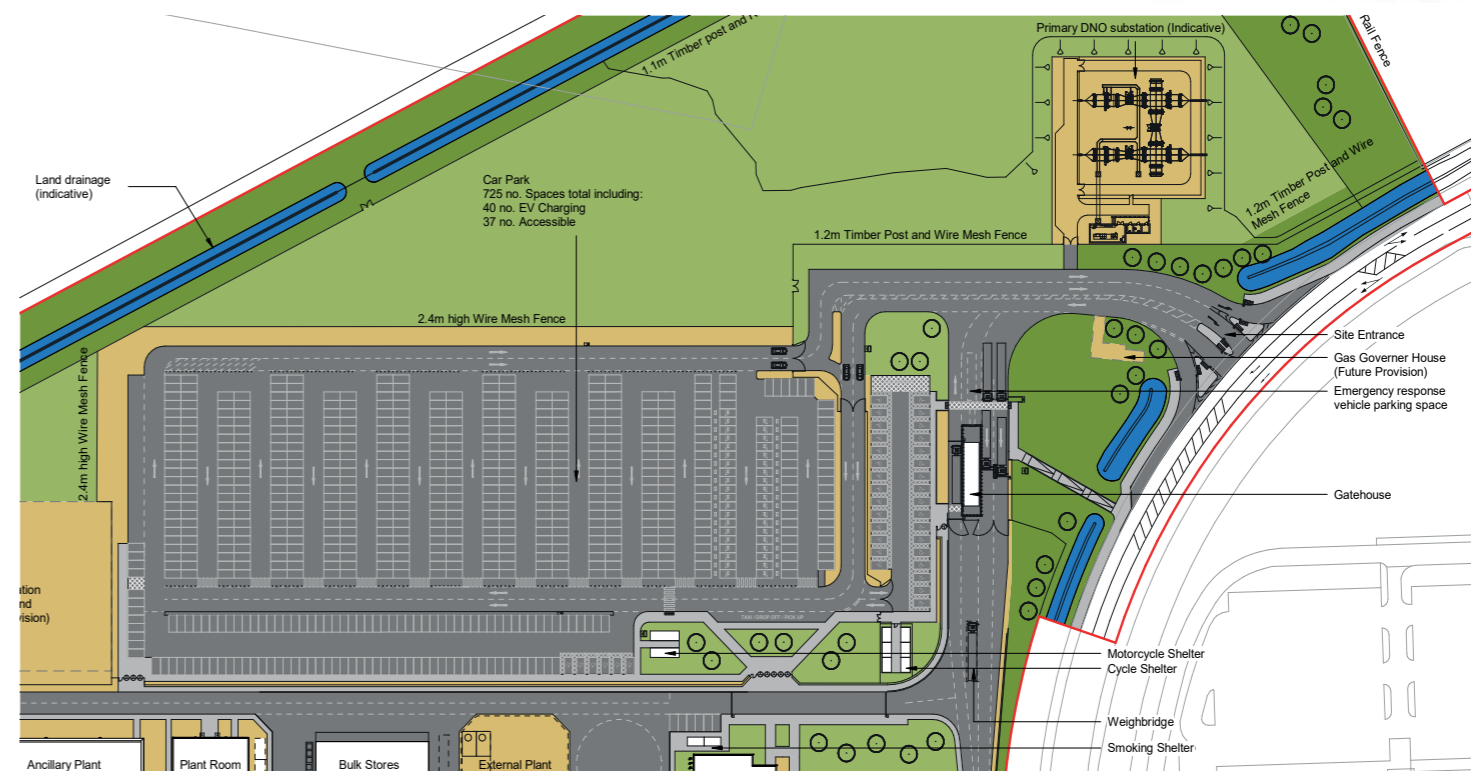 Primary DNO substation (Indicative)
Rail Fence
1.1m Timber post and
Land drainage
(indicative)
Car Park
725 no. Spaces total including:
40 no. EV Charging
37 no. Accessible
1.2m Timber Post and Wire
Mesh Fence
1.2m Timber Post and Wire Mesh Fence
2.4m high Wire Mesh Fence
2.4m high Wire Mesh Fence
Site Entrance
Gas Governer House
(Future Provision)
Emergency response
vehicle parking space
Gatehouse
ation
nd
vision)
TAXI / DROP OFF / PICK UP
Motorcycle Shelter
Cycle Shelter
Weighbridge
Smoking Shelter
Ancillary Plant
Plant Room
Bulk Stores
External Plant